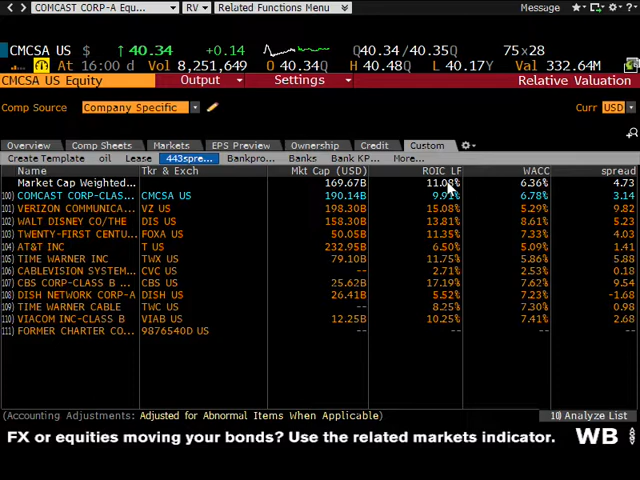 COMCAST CORP-A Equ... RV Related Functions Menu Message
CMCSA US $ ↑ 40.34 +0.14 Q40.34/40.35Q 75x28
At 16:00 d Vol 8,251,649 O 40.34Q H 40.48Q L 40.17Y Val 332.64M
CMCSA US Equity Output Settings Relative Valuation
Comp Source Company Specific Curr USD
Overview Comp Sheets Markets EPS Preview Ownership Credit Custom
Create Template oil Lease 443spre... Bankpro... Banks Bank KP... More...
Name Tkr & Exch Mkt Cap (USD) ROIC LF WACC spread
Market Cap Weighted... 169.67B 11.08% 6.36% 4.73
100) COMCAST CORP-CLAS... CMCSA US 190.14B 9.91% 6.78% 3.14
101) VERIZON COMMUNICA... VZ US 198.30B 15.08% 5.29% 9.82
102) WALT DISNEY CO/THE DIS US 158.30B 13.81% 8.61% 5.23
103) TWENTY-FIRST CENTU... FOXA US 50.05B 11.35% 7.33% 4.03
104) AT&T INC T US 232.95B 6.50% 5.09% 1.41
105) TIME WARNER INC TWX US 79.10B 11.75% 5.86% 5.88
106) CABLEVISION SYSTEM... CVC US -- 2.71% 2.53% 0.18
107) CBS CORP-CLASS B CBS US 25.62B 17.19% 7.62% 9.54
108) DISH NETWORK CORP-A DISH US 26.41B 5.52% 7.23% -1.68
109) TIME WARNER CABLE TWC US -- 8.25% 7.30% 0.98
110) VIACOM INC-CLASS B VIAB US 12.25B 10.25% 7.41% 2.68
111) FORMER CHARTER CO... 9876540D US -- -- -- --
(Accounting Adjustments: Adjusted for Abnormal Items When Applicable) 10) Analyze List
FX or equities moving your bonds? Use the related markets indicator. WB